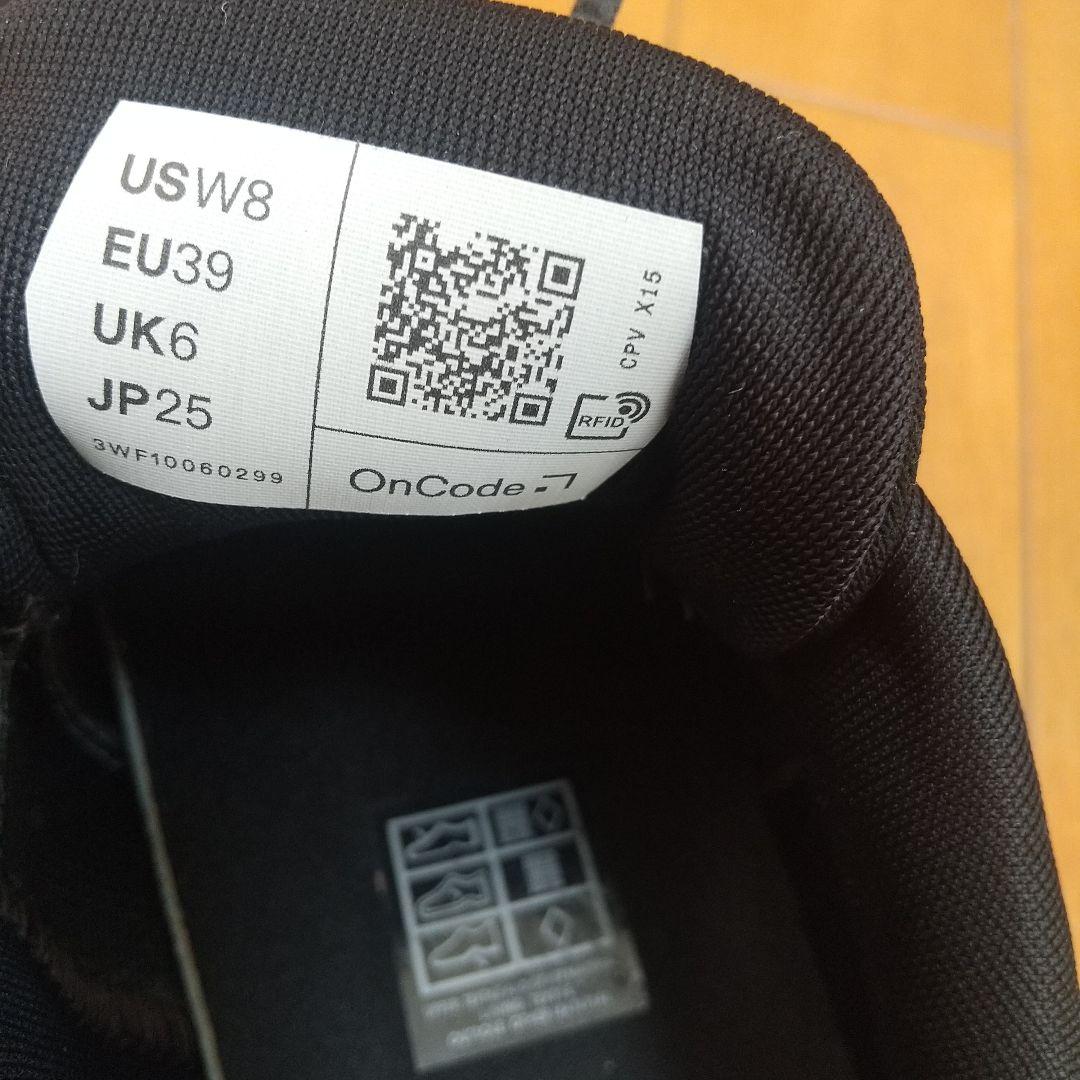 USW8
EU39
UK6
JP25
3WF10060299
CPV X15
RFID
OnCode